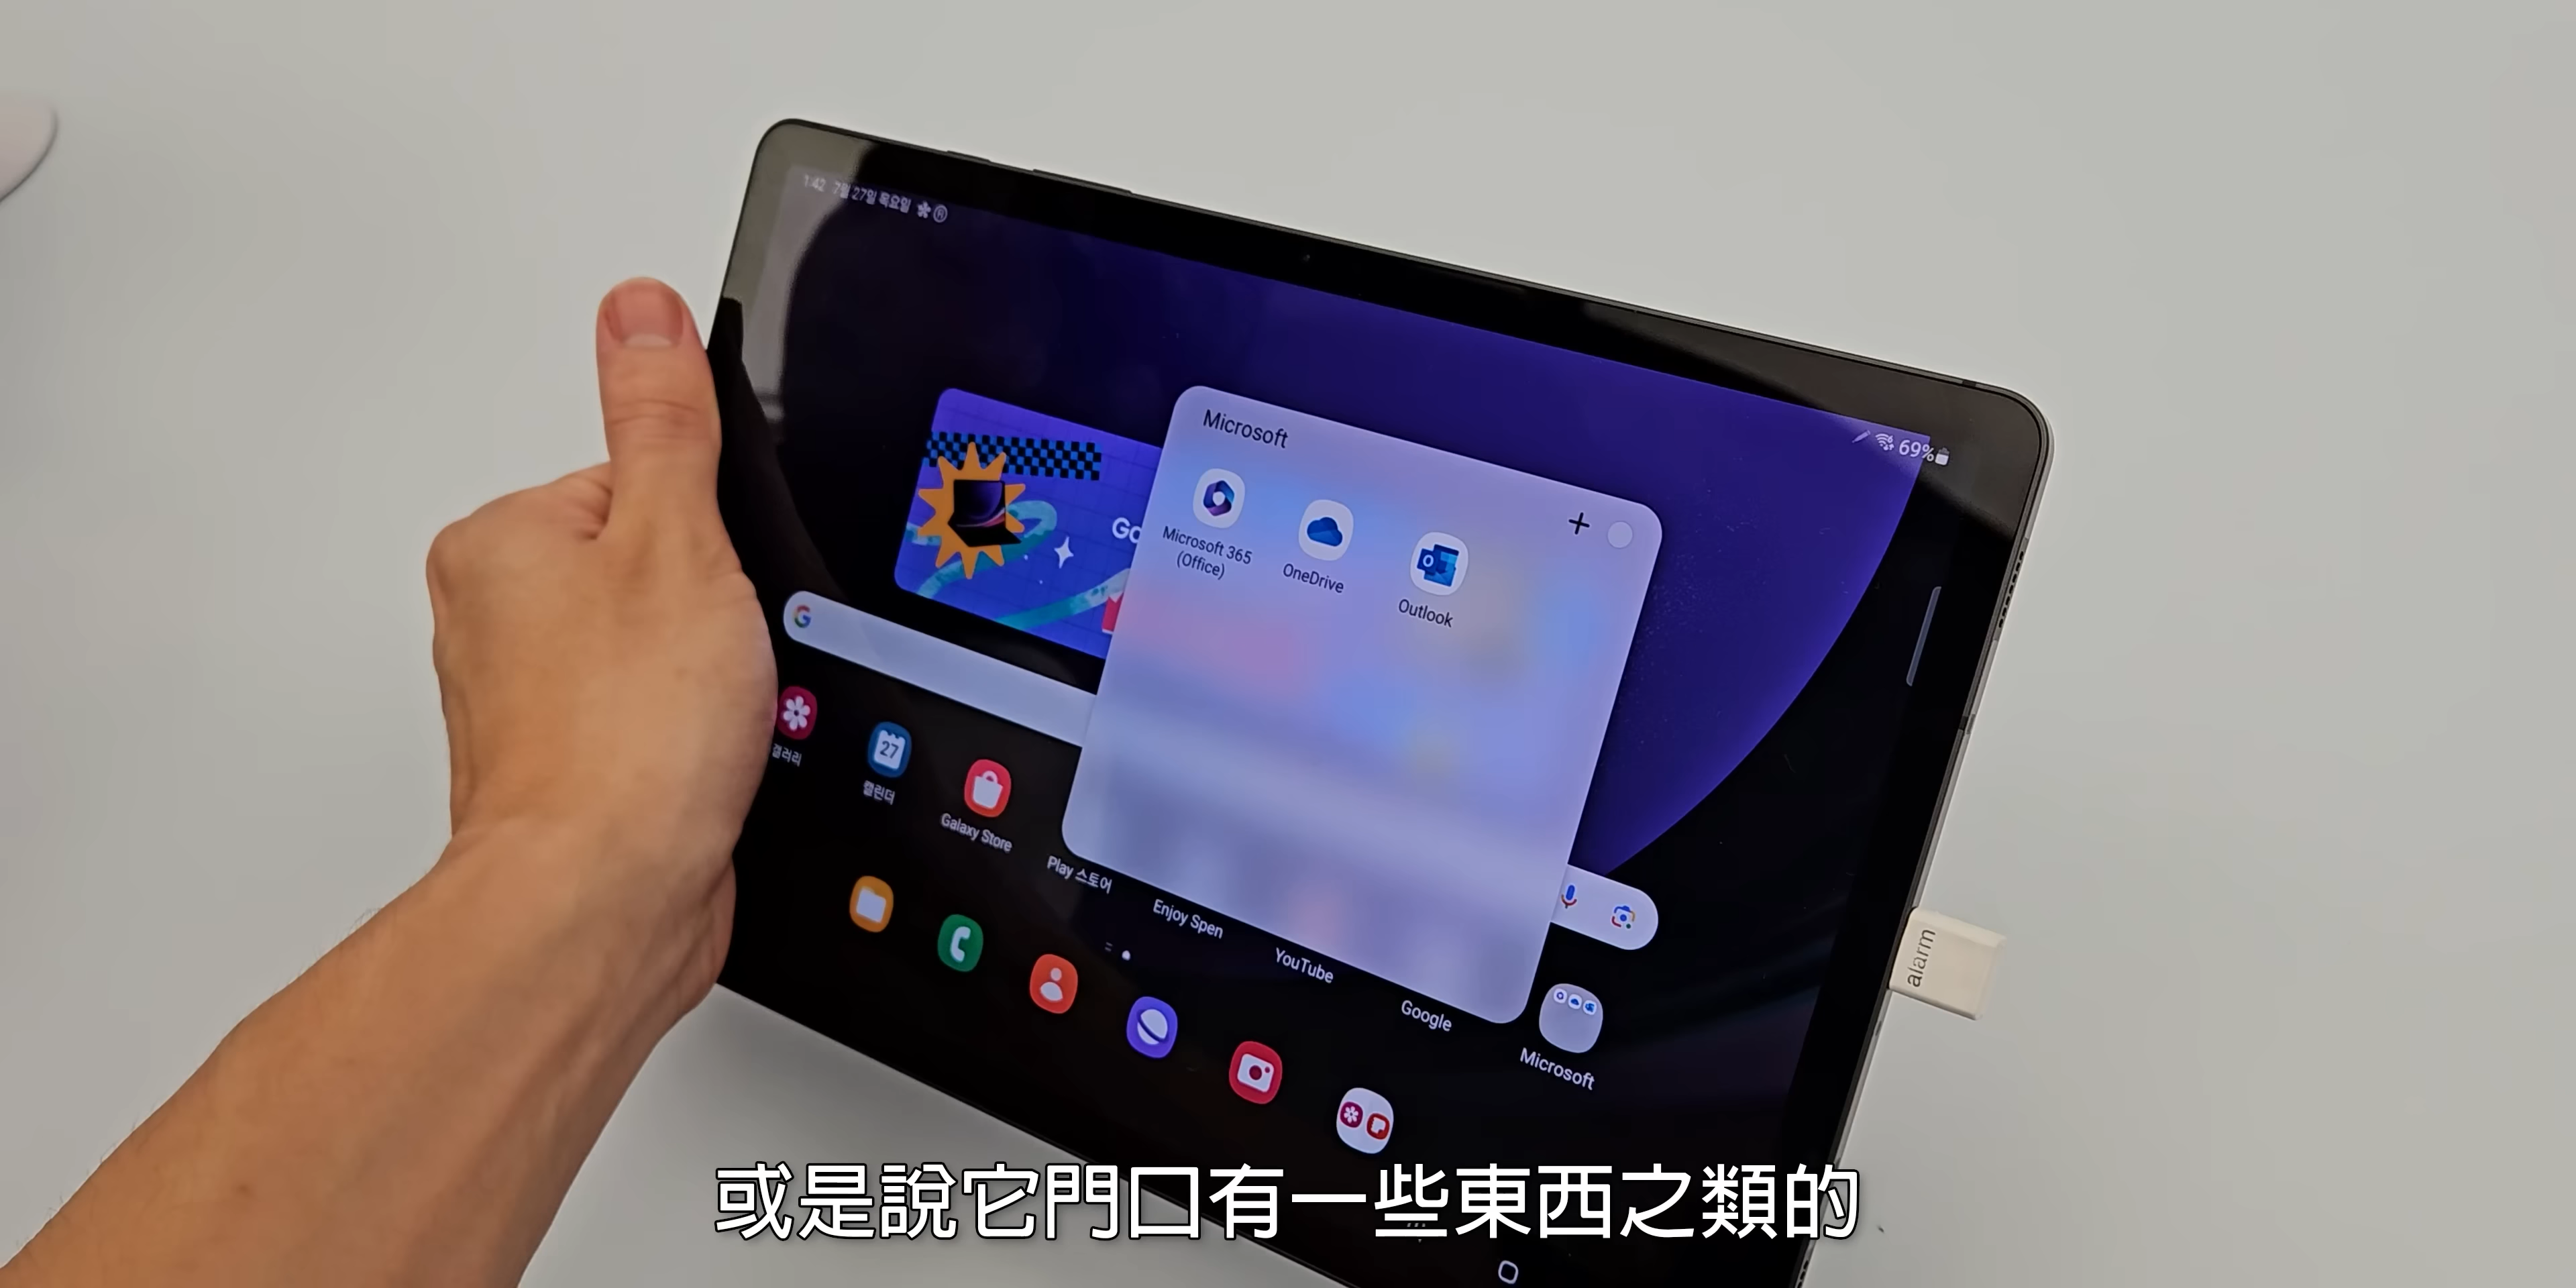 1:42 7월 27일 목요일
69%
Microsoft
Microsoft 365
(Office)
OneDrive
Outlook
Go
갤러리
27
캘린더
Galaxy Store
Play 스토어
Enjoy Spen
YouTube
Google
Microsoft
alarm
或是說它門口有一些東西之類的